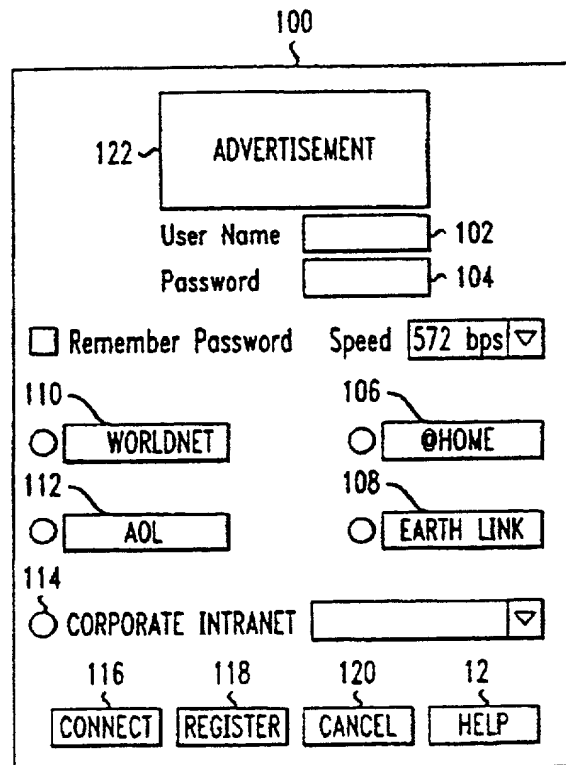 100
122 ADVERTISEMENT
User Name 102
Password 104
Remember Password Speed 572 bps
110 106
WORLDNET @HOME
112 108
AOL EARTH LINK
114
CORPORATE INTRANET
116 118 120 12
CONNECT REGISTER CANCEL HELP